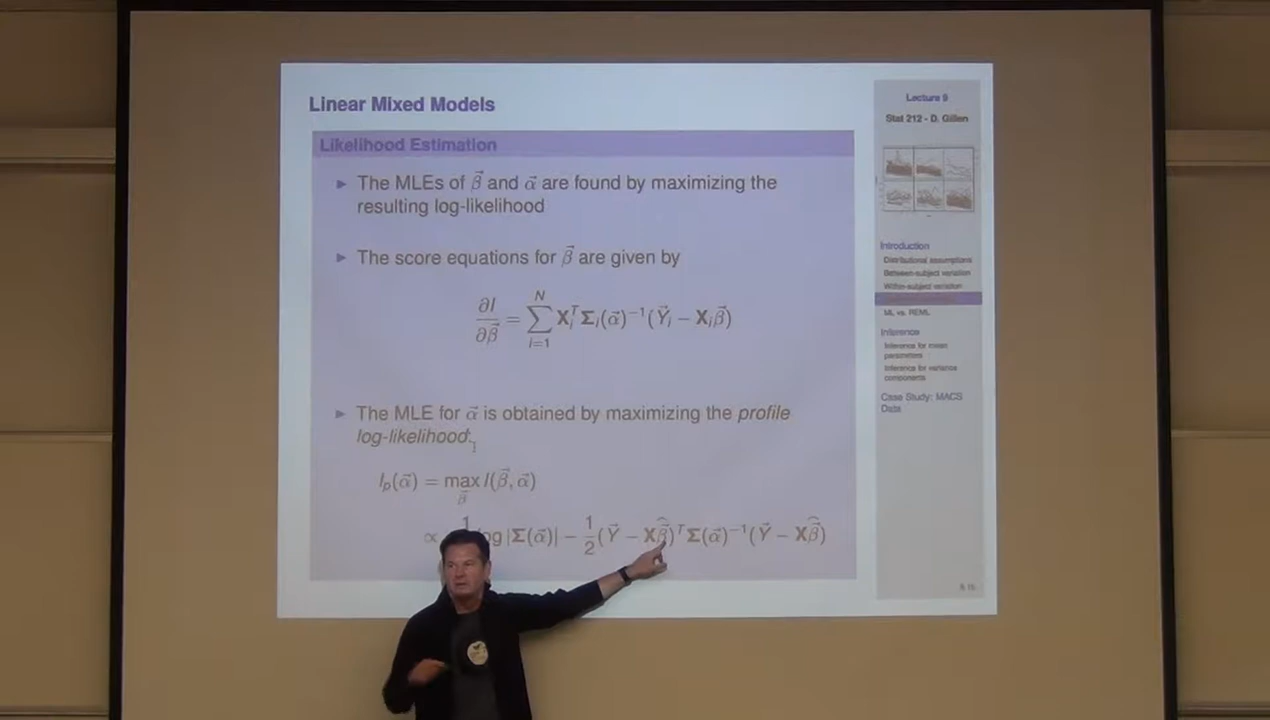 Linear Mixed Models
Likelihood Estimation
► The MLEs of β⃗ and α⃗ are found by maximizing the
resulting log-likelihood
► The score equations for β⃗ are given by
∂l/∂β⃗ = ∑_{i=1}^{N} X_i^T Σ_i(α⃗)^{−1}(Y⃗_i − X_iβ⃗)
► The MLE for α⃗ is obtained by maximizing the profile
log-likelihood:
l_p(α⃗) = max_{β⃗} l(β⃗, α⃗)
∝ 1 og |Σ(α⃗)| − 1/2 (Y⃗ − Xβ⃗̂)^T Σ(α⃗)^{−1}(Y⃗ − Xβ⃗̂)
Lecture 9
Stat 212 - D. Gillen
Introduction
Distributional assumptions
Between-subject variation
Within-subject variation
ML vs. REML
Inference
Inference for mean
parameters
Inference for variance
components
Case Study: MACS
Data